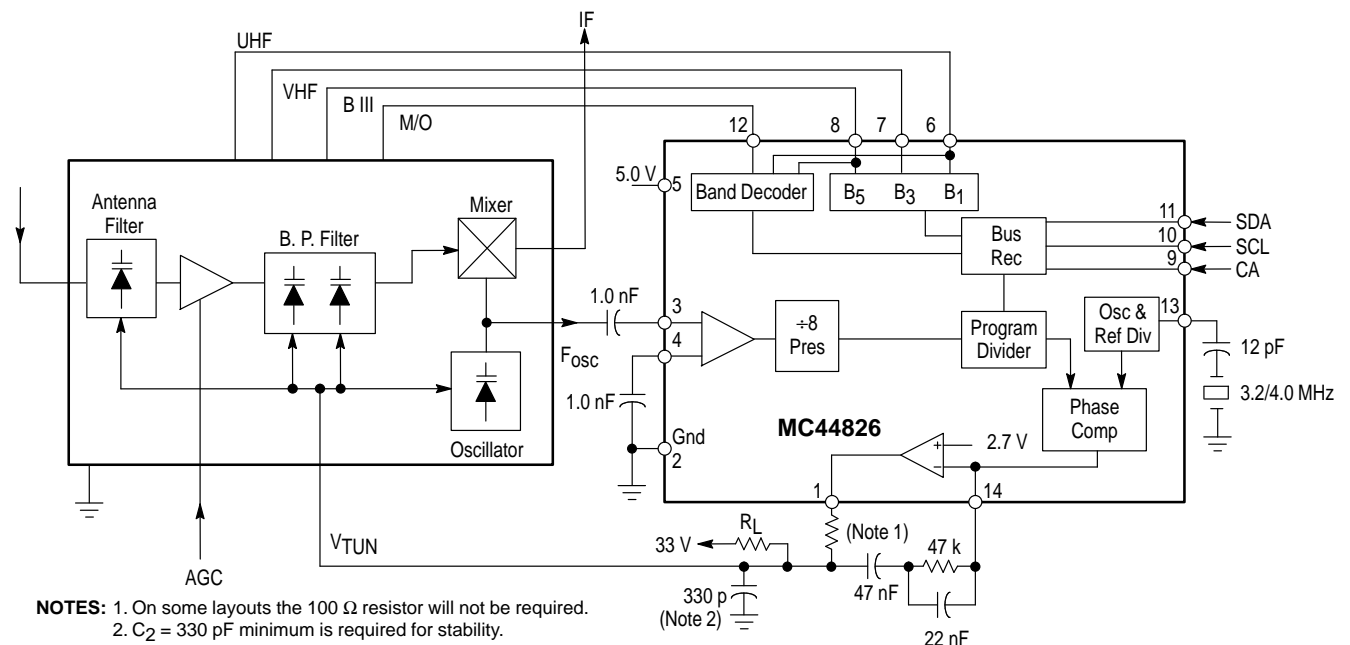 IF
UHF
VHF
B III
M/O
12
8
7
6
5.0 V
5
Band Decoder
B5
B3
B1
Antenna
Filter
B. P. Filter
Mixer
11
SDA
10
SCL
9
CA
Bus
Rec
1.0 nF
3
4
÷8
Pres
Program
Divider
Osc &
Ref Div
13
12 pF
3.2/4.0 MHz
Fosc
1.0 nF
Phase
Comp
MC44826
Gnd
2
+
2.7 V
–
Oscillator
1
14
RL
(Note 1)
33 V
47 k
VTUN
47 nF
330 p
(Note 2)
22 nF
AGC
NOTES: 1. On some layouts the 100 Ω resistor will not be required.
2. C2 = 330 pF minimum is required for stability.